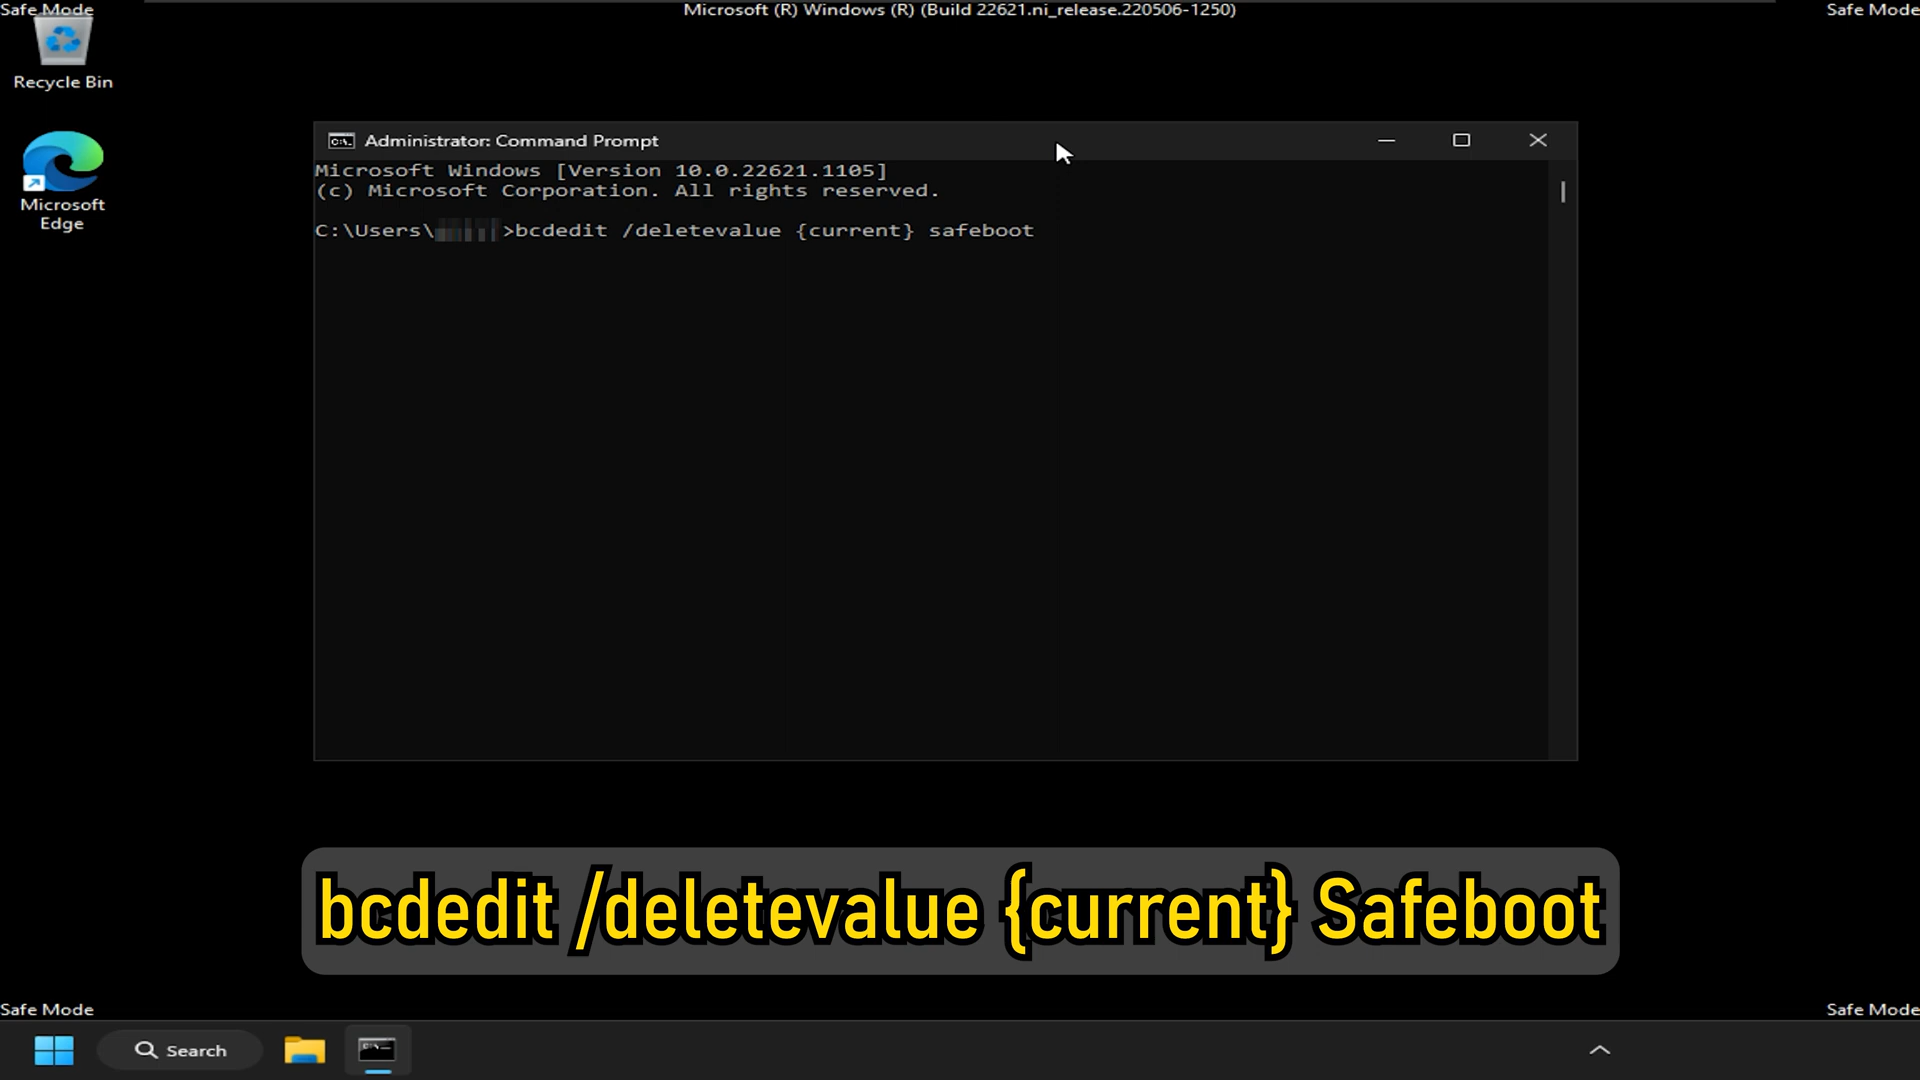 Safe Mode
Microsoft (R) Windows (R) (Build 22621.ni_release.220506-1250)
Safe Mode
Recycle Bin
Microsoft
Edge
Administrator: Command Prompt
Microsoft Windows [Version 10.0.22621.1105]
(c) Microsoft Corporation. All rights reserved.
C:\Users\ >bcdedit /deletevalue {current} safeboot
bcdedit /deletevalue {current} Safeboot
Safe Mode
Safe Mode
Search